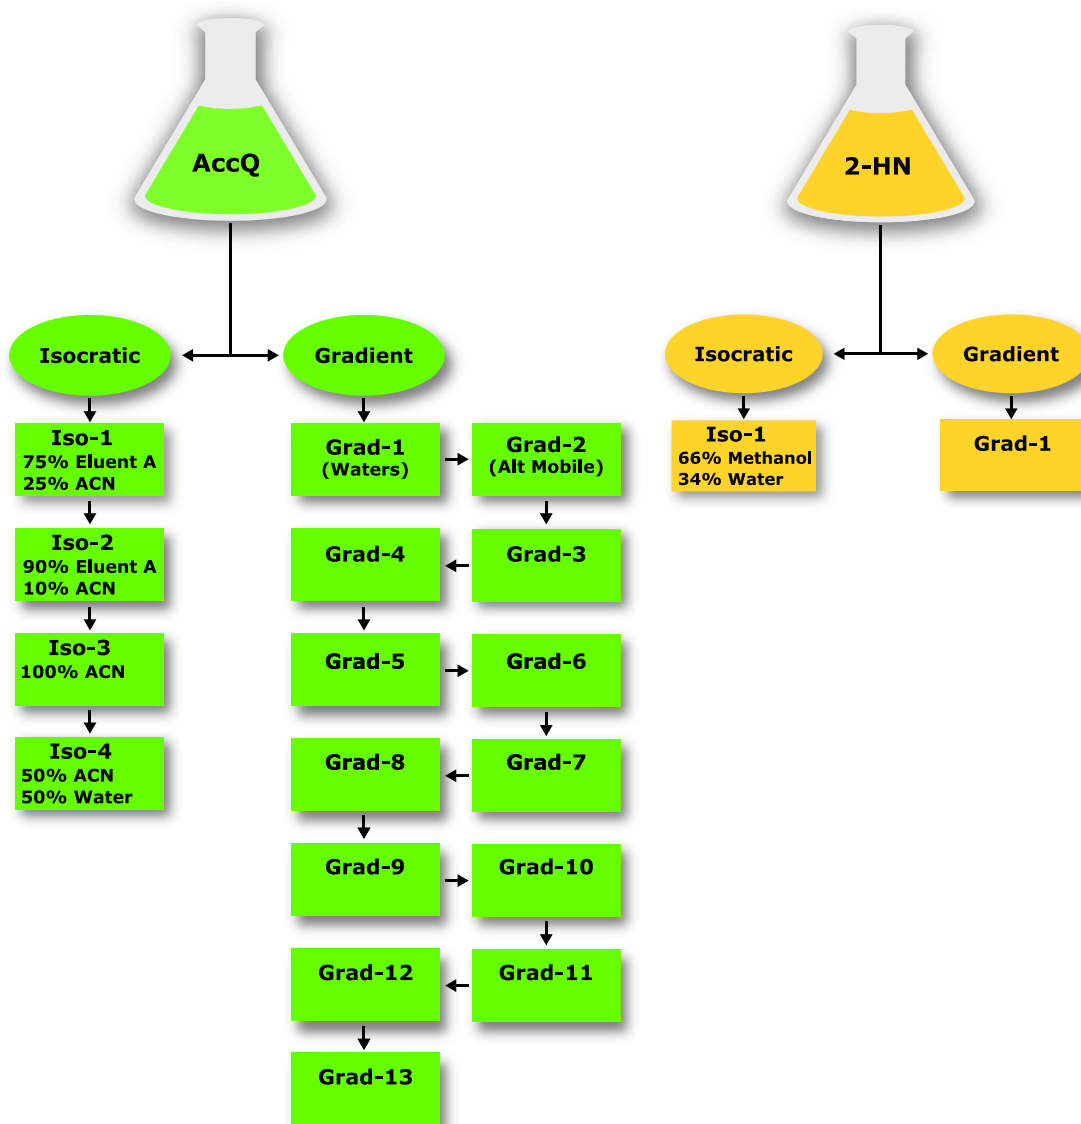 AccQ
2-HN
Isocratic
Gradient
Isocratic
Gradient
Iso-1
75% Eluent A
25% ACN
Grad-1
(Waters)
Grad-2
(Alt Mobile)
Iso-1
66% Methanol
34% Water
Grad-1
Iso-2
90% Eluent A
10% ACN
Grad-4
Grad-3
Iso-3
100% ACN
Grad-5
Grad-6
Iso-4
50% ACN
50% Water
Grad-8
Grad-7
Grad-9
Grad-10
Grad-12
Grad-11
Grad-13